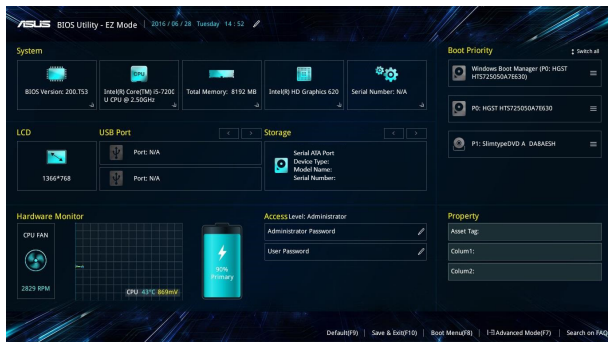 ASUS BIOS Utility - EZ Mode 2016/06/28 Tuesday 14:52
System
BIOS Version: 200.T53
Intel(R) Core(TM) i5-7200
U CPU @ 2.50GHz
Total Memory: 8192 MB
Intel(R) HD Graphics 620
Serial Number: N/A
Boot Priority
Switch all
Windows Boot Manager (P0: HGST
HTS725050A7E630)
P0: HGST HTS725050A7E630
P1: SlimtypeDVD A DA8AESH
LCD
1366*768
USB Port
Port: N/A
Port: N/A
Storage
Serial ATA Port
Device Type:
Model Name:
Serial Number:
Hardware Monitor
CPU FAN
2829 RPM
CPU 43°C 869mV
90%
Primary
Access Level: Administrator
Administrator Password
User Password
Property
Asset Tag:
Colum1:
Colum2:
Default(F9) | Save & Exit(F10) | Boot Menu(F8) | Advanced Mode(F7) | Search on FAQ